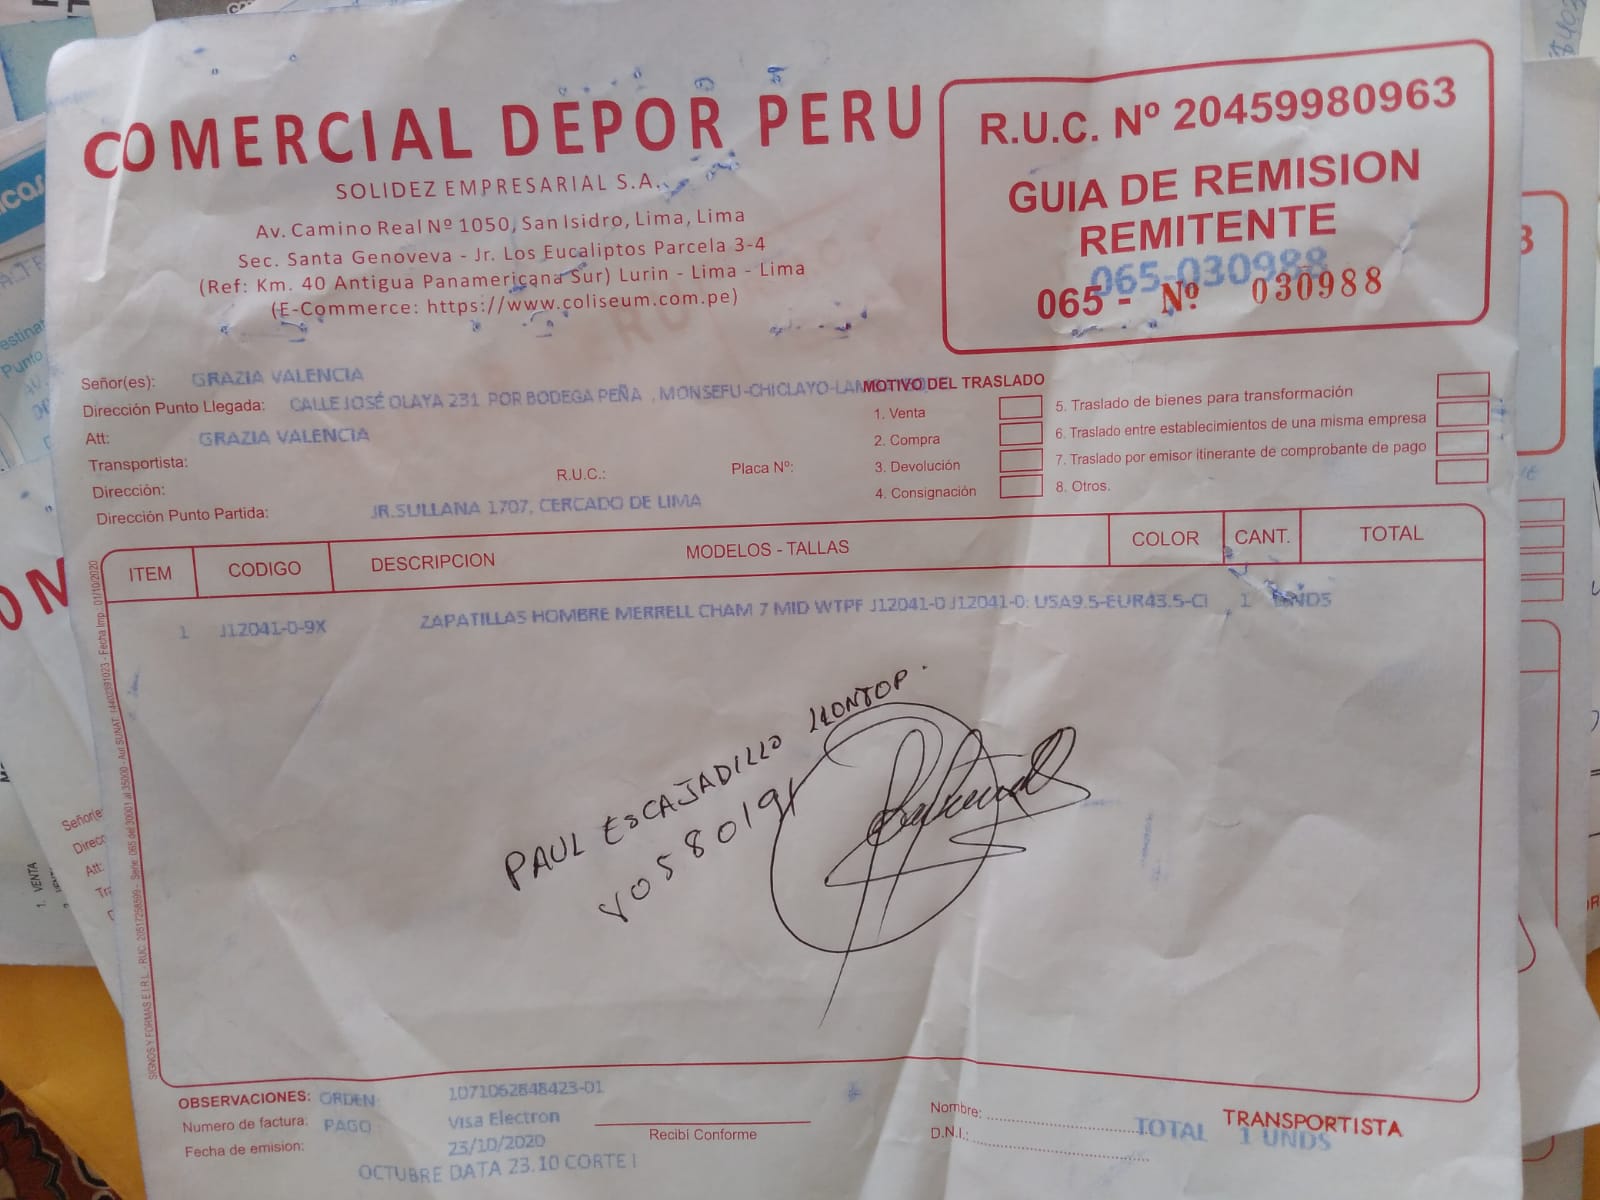 COMERCIAL DEPOR PERU
SOLIDEZ EMPRESARIAL S.A.
Av. Camino Real Nº 1050, San Isidro, Lima, Lima
Sec. Santa Genoveva - Jr. Los Eucaliptos Parcela 3-4
(Ref: Km. 40 Antigua Panamericana Sur) Lurin - Lima - Lima
(E-Commerce: https://www.coliseum.com.pe)
R.U.C. Nº 20459980963
GUIA DE REMISION
REMITENTE
065-030988
065 - Nº 030988
Señor(es): GRAZIA VALENCIA
Dirección Punto Llegada: CALLE JOSÉ OLAYA 231 POR BODEGA PEÑA , MONSEFU-CHICLAYO-
Att: GRAZIA VALENCIA
Transportista:
Dirección: R.U.C.: Placa Nº:
Dirección Punto Partida: JR.SULLANA 1707, CERCADO DE LIMA
MOTIVO DEL TRASLADO
1. Venta
2. Compra
3. Devolución
4. Consignación
5. Traslado de bienes para transformación
6. Traslado entre establecimientos de una misma empresa
7. Traslado por emisor itinerante de comprobante de pago
8. Otros.
ITEM CODIGO DESCRIPCION MODELOS - TALLAS COLOR CANT. TOTAL
1 J12041-0-9X ZAPATILLAS HOMBRE MERRELL CHAM 7 MID WTPF J12041-0 J12041-0: USA9.5-EUR43.5-CI 1 UNDS
PAUL ESCAJADILLO LLONTOP.
OBSERVACIONES: ORDEN: 1071062848423-01
Numero de factura: PAGO : Visa Electron
Fecha de emision: 23/10/2020
OCTUBRE DATA 23.10 CORTE I
Recibí Conforme
Nombre:
D.N.I.:
TRANSPORTISTA
TOTAL 1 UNDS